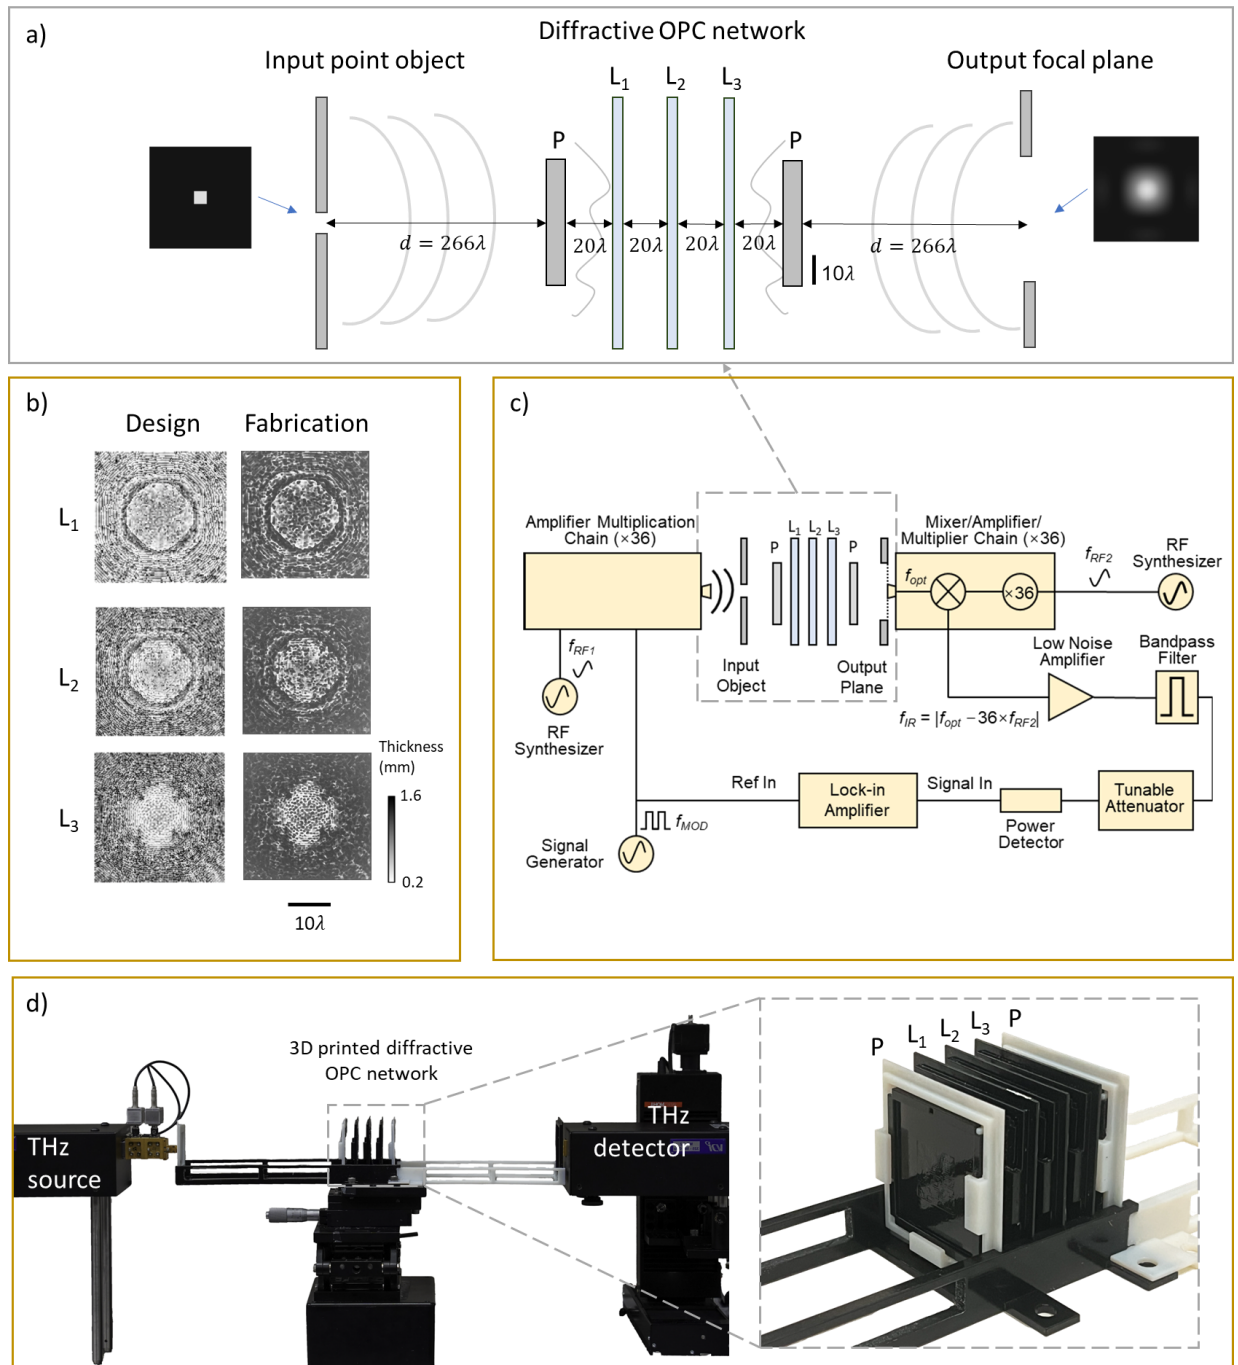 a)
Diffractive OPC network
Input point object
Output focal plane
L1
L2
L3
P
P
d = 266λ
20λ
20λ
20λ
20λ
d = 266λ
10λ
b)
Design
Fabrication
L1
L2
L3
Thickness
(mm)
1.6
0.2
10λ
c)
Amplifier Multiplication
Chain (×36)
L1
L2
L3
P
P
Mixer/Amplifier/
Multiplier Chain (×36)
fopt
×36
fRF2
RF
Synthesizer
fRF1
RF
Synthesizer
Input
Object
Output
Plane
Low Noise
Amplifier
Bandpass
Filter
fIR = |fopt − 36×fRF2|
Ref In
Lock-in
Amplifier
Signal In
Power
Detector
Tunable
Attenuator
fMOD
Signal
Generator
d)
3D printed diffractive
OPC network
THz
source
THz
detector
P
L1
L2
L3
P